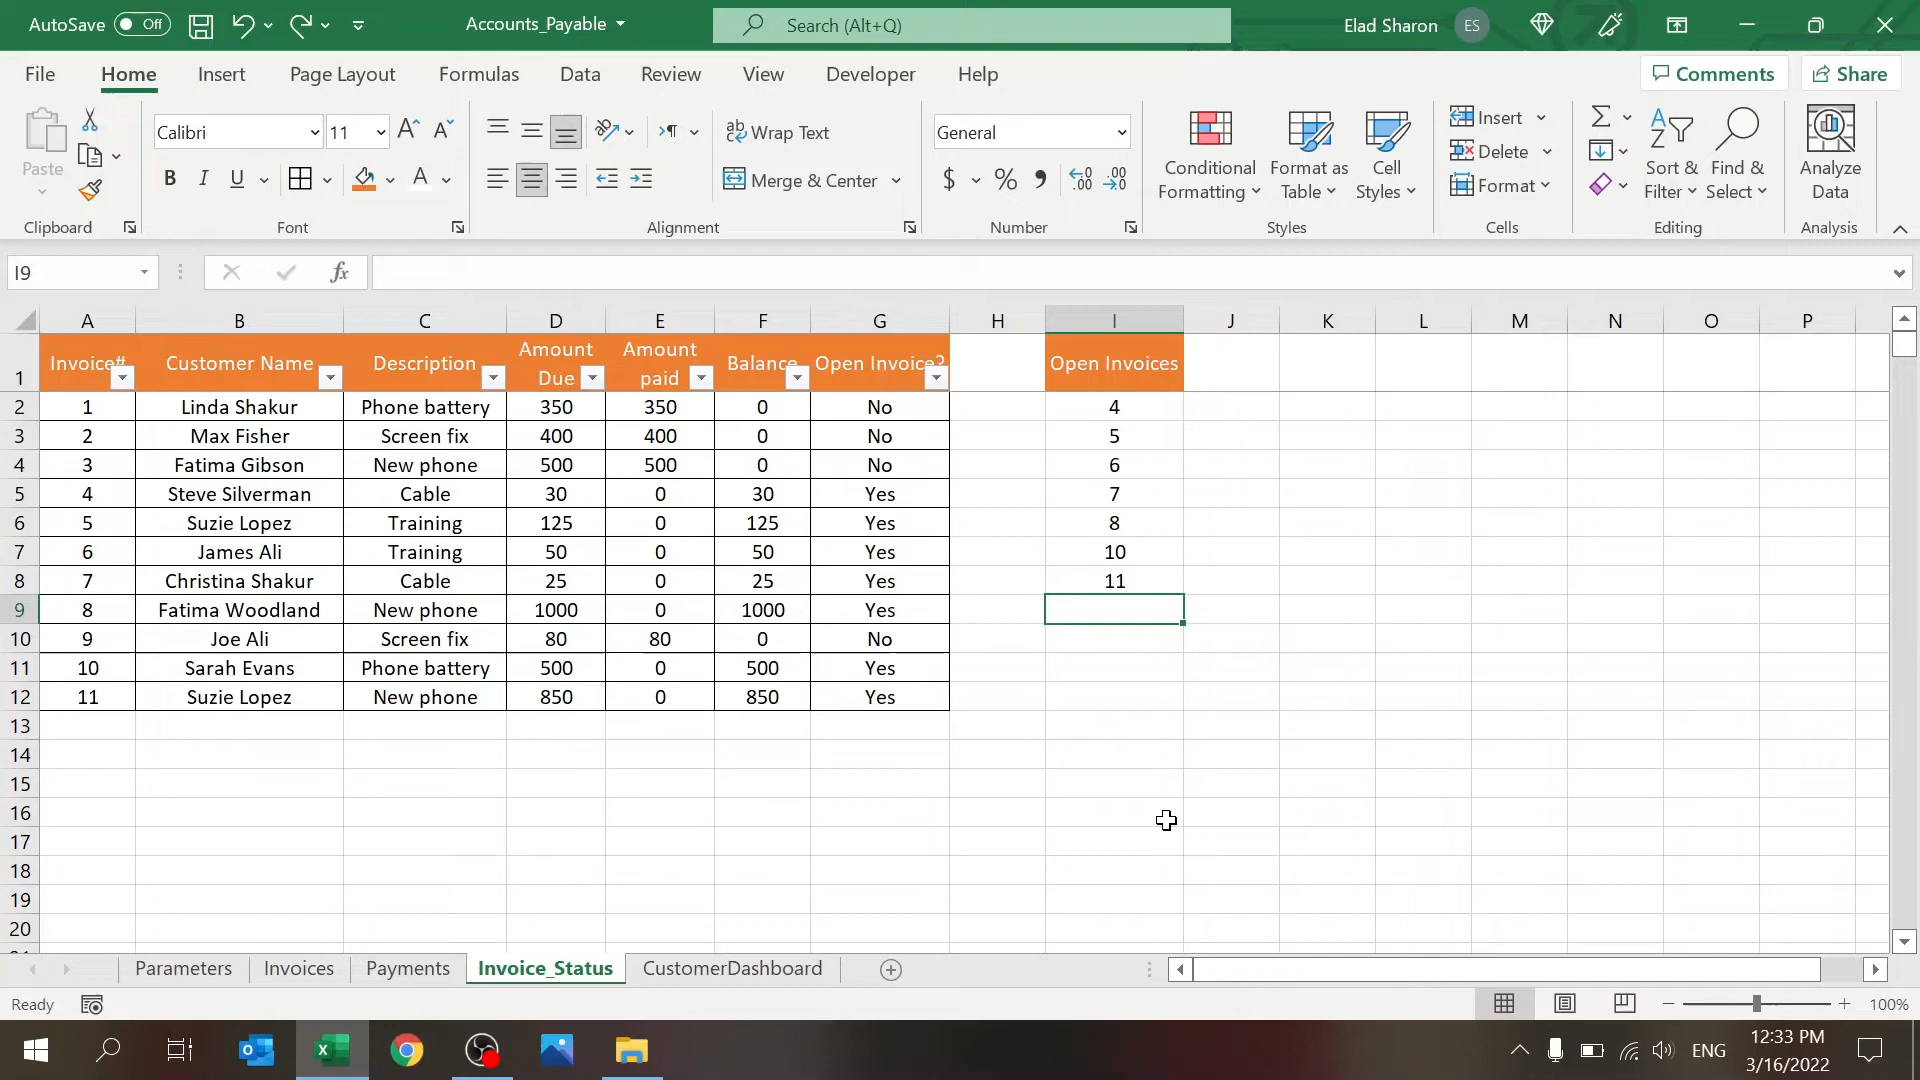 AutoSave Off Accounts_Payable Search (Alt+Q) Elad Sharon ES
File Home Insert Page Layout Formulas Data Review View Developer Help Comments Share
Paste
Clipboard
Calibri 11
B I U A
Font
ab Wrap Text
Merge & Center
Alignment
General
$ % .00
Number
Conditional Formatting
Format as Table
Cell Styles
Styles
Insert
Delete
Format
Cells
Sort & Filter
Find & Select
Editing
Analyze Data
Analysis
I9 fx
A B C D E F G H I J K L M N O P
1 Invoice# Customer Name Description Amount Due Amount paid Balance Open Invoice? Open Invoices
2 1 Linda Shakur Phone battery 350 350 0 No 4
3 2 Max Fisher Screen fix 400 400 0 No 5
4 3 Fatima Gibson New phone 500 500 0 No 6
5 4 Steve Silverman Cable 30 0 30 Yes 7
6 5 Suzie Lopez Training 125 0 125 Yes 8
7 6 James Ali Training 50 0 50 Yes 10
8 7 Christina Shakur Cable 25 0 25 Yes 11
9 8 Fatima Woodland New phone 1000 0 1000 Yes
10 9 Joe Ali Screen fix 80 80 0 No
11 10 Sarah Evans Phone battery 500 0 500 Yes
12 11 Suzie Lopez New phone 850 0 850 Yes
13
14
15
16
17
18
19
20
Parameters Invoices Payments Invoice_Status CustomerDashboard
Ready 100%
ENG 12:33 PM
3/16/2022